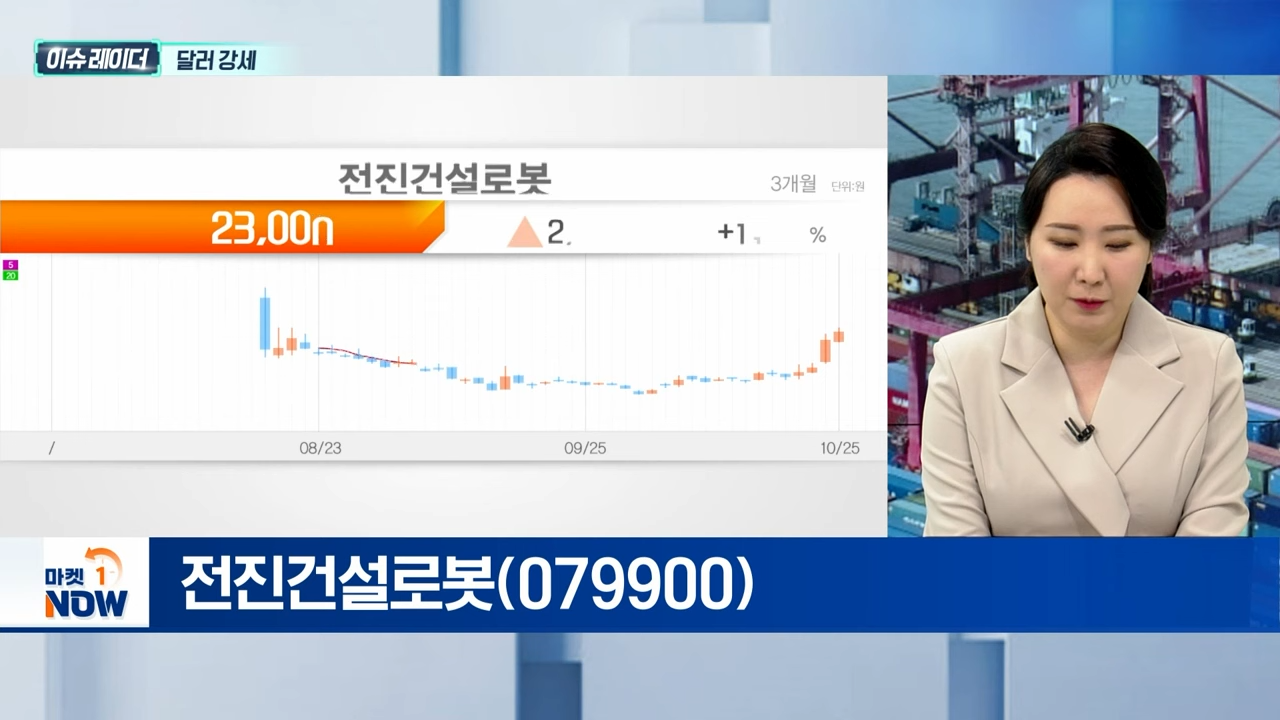 이슈 레이더 달러 강세
전진건설로봇
3개월 단위:원
▲ 2
+1 %
5
20
/ 08/23 09/25 10/25
마켓 1
NOW
전진건설로봇(079900)